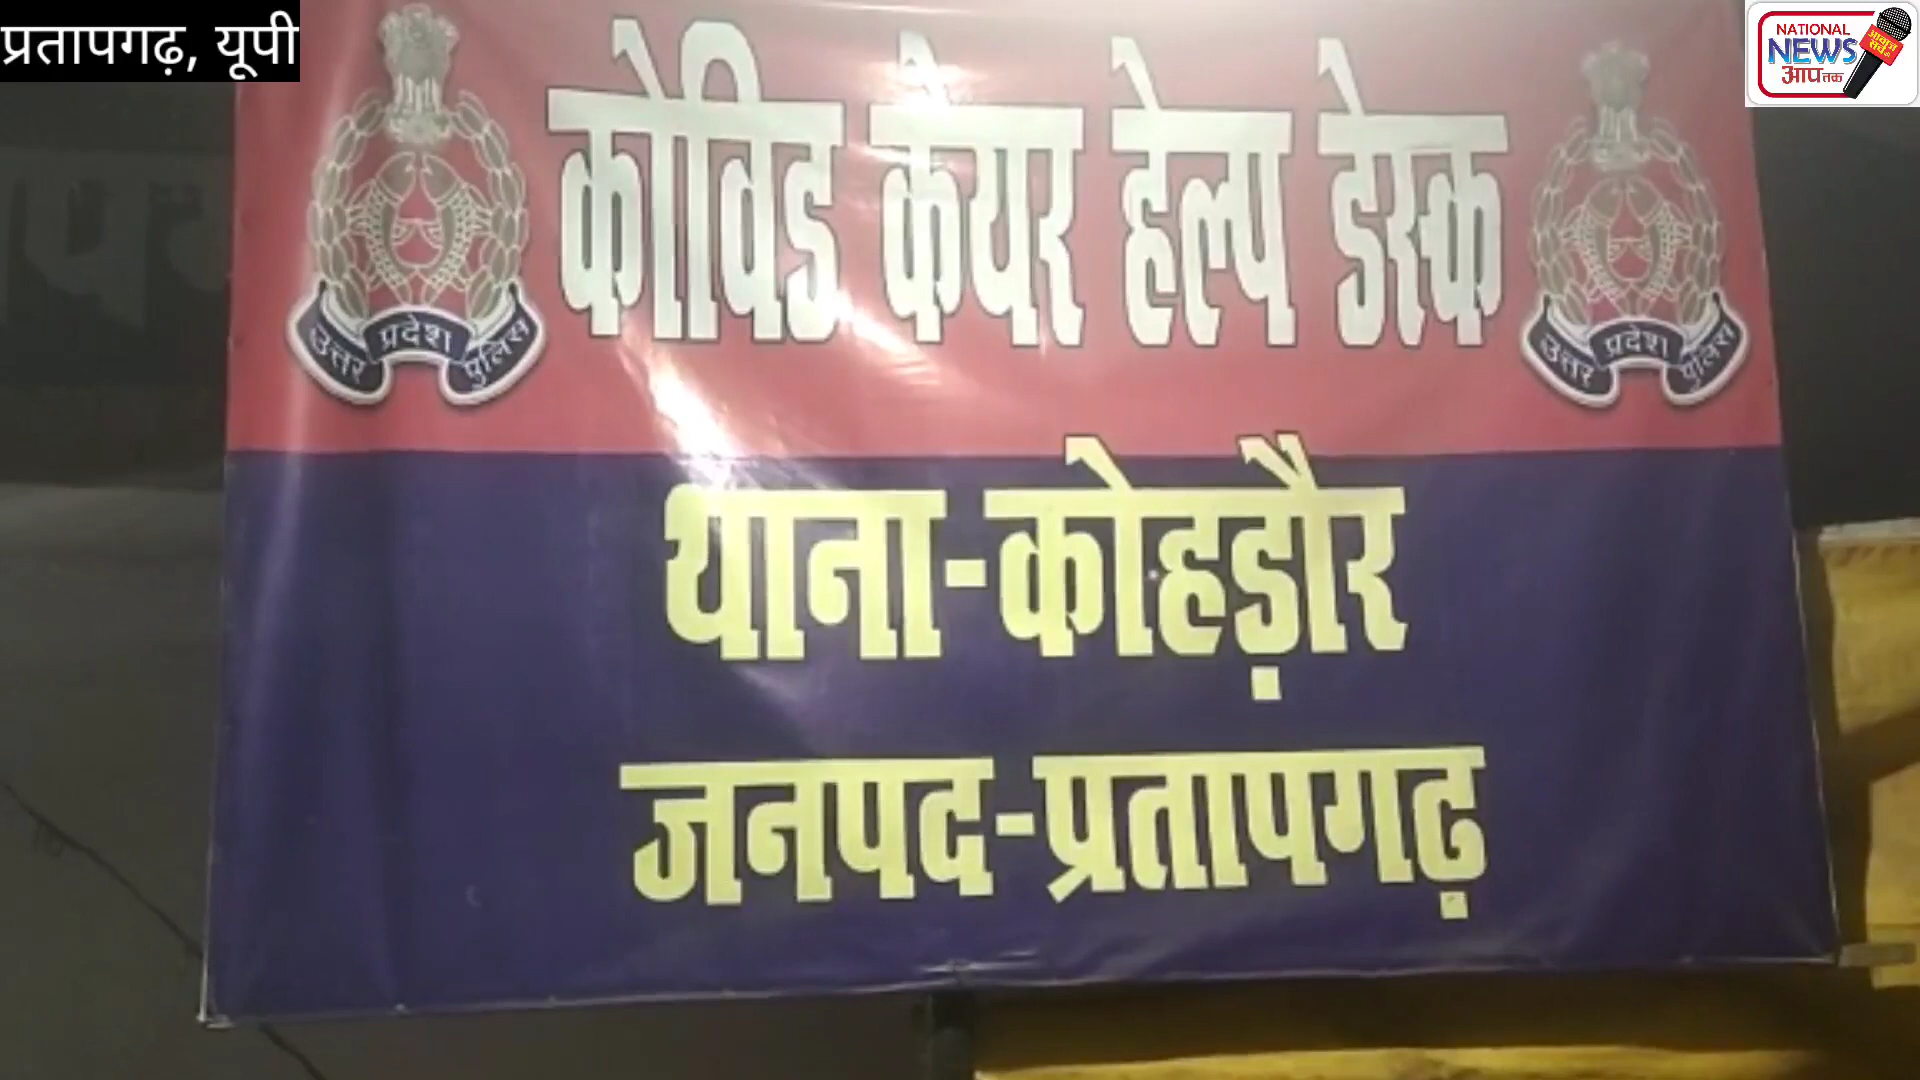 प्रतापगढ़, यूपी
NATIONAL
NEWS
आपतक
कोविड केयर हेल्प डेस्क
उत्तर प्रदेश पुलिस
उत्तर प्रदेश पुलिस
थाना-कोहड़ौर
जनपद-प्रतापगढ़